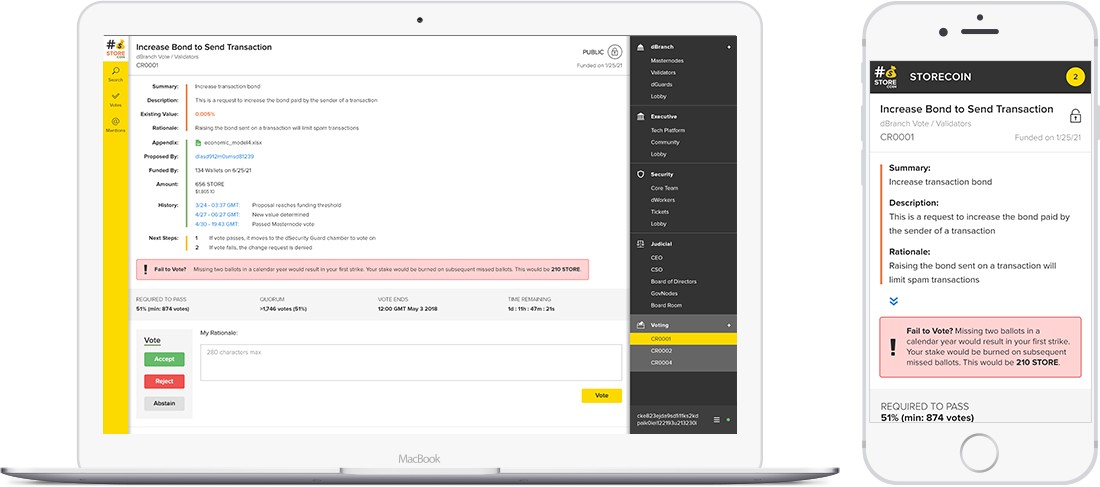 #
STORE
COIN
Search
Votes
Mentions
Increase Bond to Send Transaction
dBranch Vote / Validators
CR0001
PUBLIC
Funded on 1/25/21
Summary: Increase transaction bond
Description: This is a request to increase the bond paid by the sender of a transaction
Existing Value: 0.005%
Rationale: Raising the bond sent on a transaction will limit spam transactions
Appendix: economic_model4.xlsx
Proposed By:
Funded By: 134 Wallets on 6/25/21
Amount: 656 STORE
History: 3/24 - 03:37 GMT: Proposal reaches funding threshold
4/27 - 06:27 GMT: New value determined
4/30 - 19:43 GMT: Passed Masternode vote
Next Steps: 1 If vote passes, it moves to the dSecurity Guard chamber to vote on
2 If vote fails, the change request is denied
! Fail to Vote? Missing two ballots in a calendar year would result in your first strike. Your stake would be burned on subsequent missed ballots. This would be 210 STORE.
REQUIRED TO PASS QUORUM VOTE ENDS TIME REMAINING
51% (min: 874 votes) >1,746 votes (51%) 12:00 GMT May 3 2018 1d : 11h : 47m : 21s
Vote
Accept
Reject
Abstain
My Rationale:
280 characters max
Vote
dBranch +
Masternodes
Validators
dGuards
Lobby
Executive
Tech Platform
Community
Lobby
Security
Core Team
dWorkers
Tickets
Lobby
Judicial
CEO
CSO
Board of Directors
GovNodes
Board Room
Voting +
CR0001
CR0002
CR0004
MacBook
#
STORE
COIN
STORECOIN
2
Increase Bond to Send Transaction
dBranch Vote / Validators
CR0001
Funded on 1/25/21
Summary:
Increase transaction bond
Description:
This is a request to increase the bond paid by
the sender of a transaction
Rationale:
Raising the bond sent on a transaction will
limit spam transactions
! Fail to Vote? Missing two ballots in a
calendar year would result in your first strike.
Your stake would be burned on subsequent
missed ballots. This would be 210 STORE.
REQUIRED TO PASS
51% (min: 874 votes)